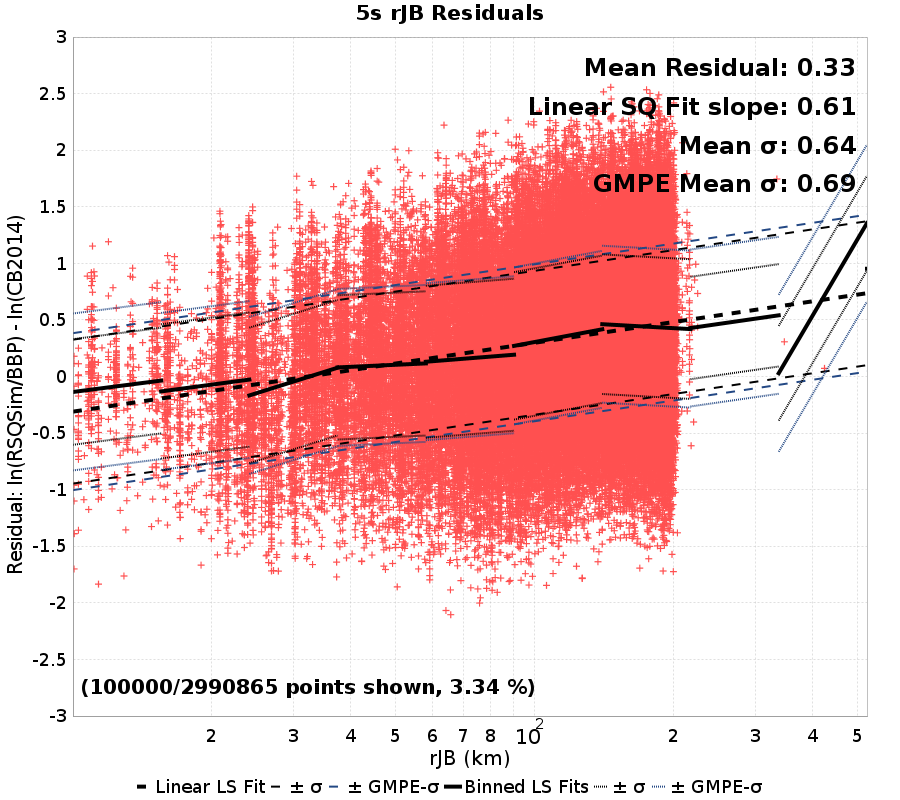 5s rJB Residuals
Mean Residual: 0.33
Linear SQ Fit slope: 0.61
Mean σ: 0.64
GMPE Mean σ: 0.69
Residual: ln(RSQSim/BBP) - ln(CB2014)
3
2.5
2
1.5
1
0.5
0
-0.5
-1
-1.5
-2
-2.5
-3
(100000/2990865 points shown, 3.34 %)
2 3 4 5 6 7 8 10² 2 3 4 5
rJB (km)
Linear LS Fit ± σ ± GMPE-σ Binned LS Fits ± σ ± GMPE-σ